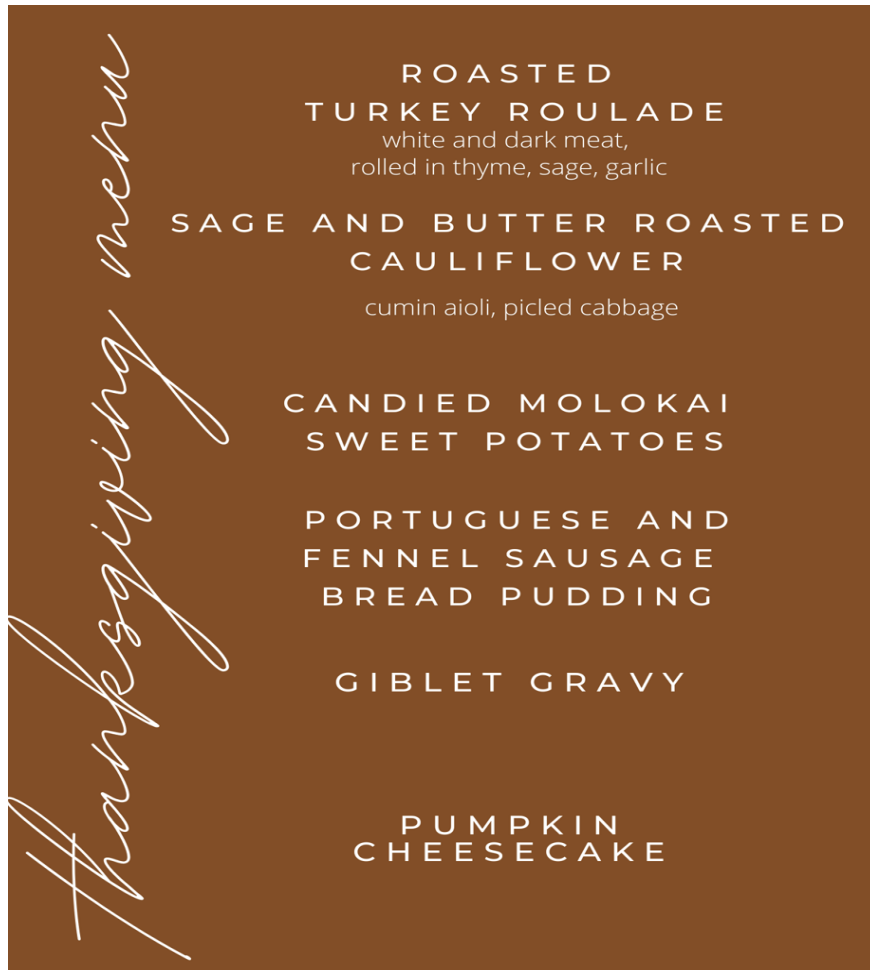 thanksgiving menu
ROASTED
TURKEY ROULADE
white and dark meat,
rolled in thyme, sage, garlic
SAGE AND BUTTER ROASTED
CAULIFLOWER
cumin aioli, picled cabbage
CANDIED MOLOKAI
SWEET POTATOES
PORTUGUESE AND
FENNEL SAUSAGE
BREAD PUDDING
GIBLET GRAVY
PUMPKIN
CHEESECAKE